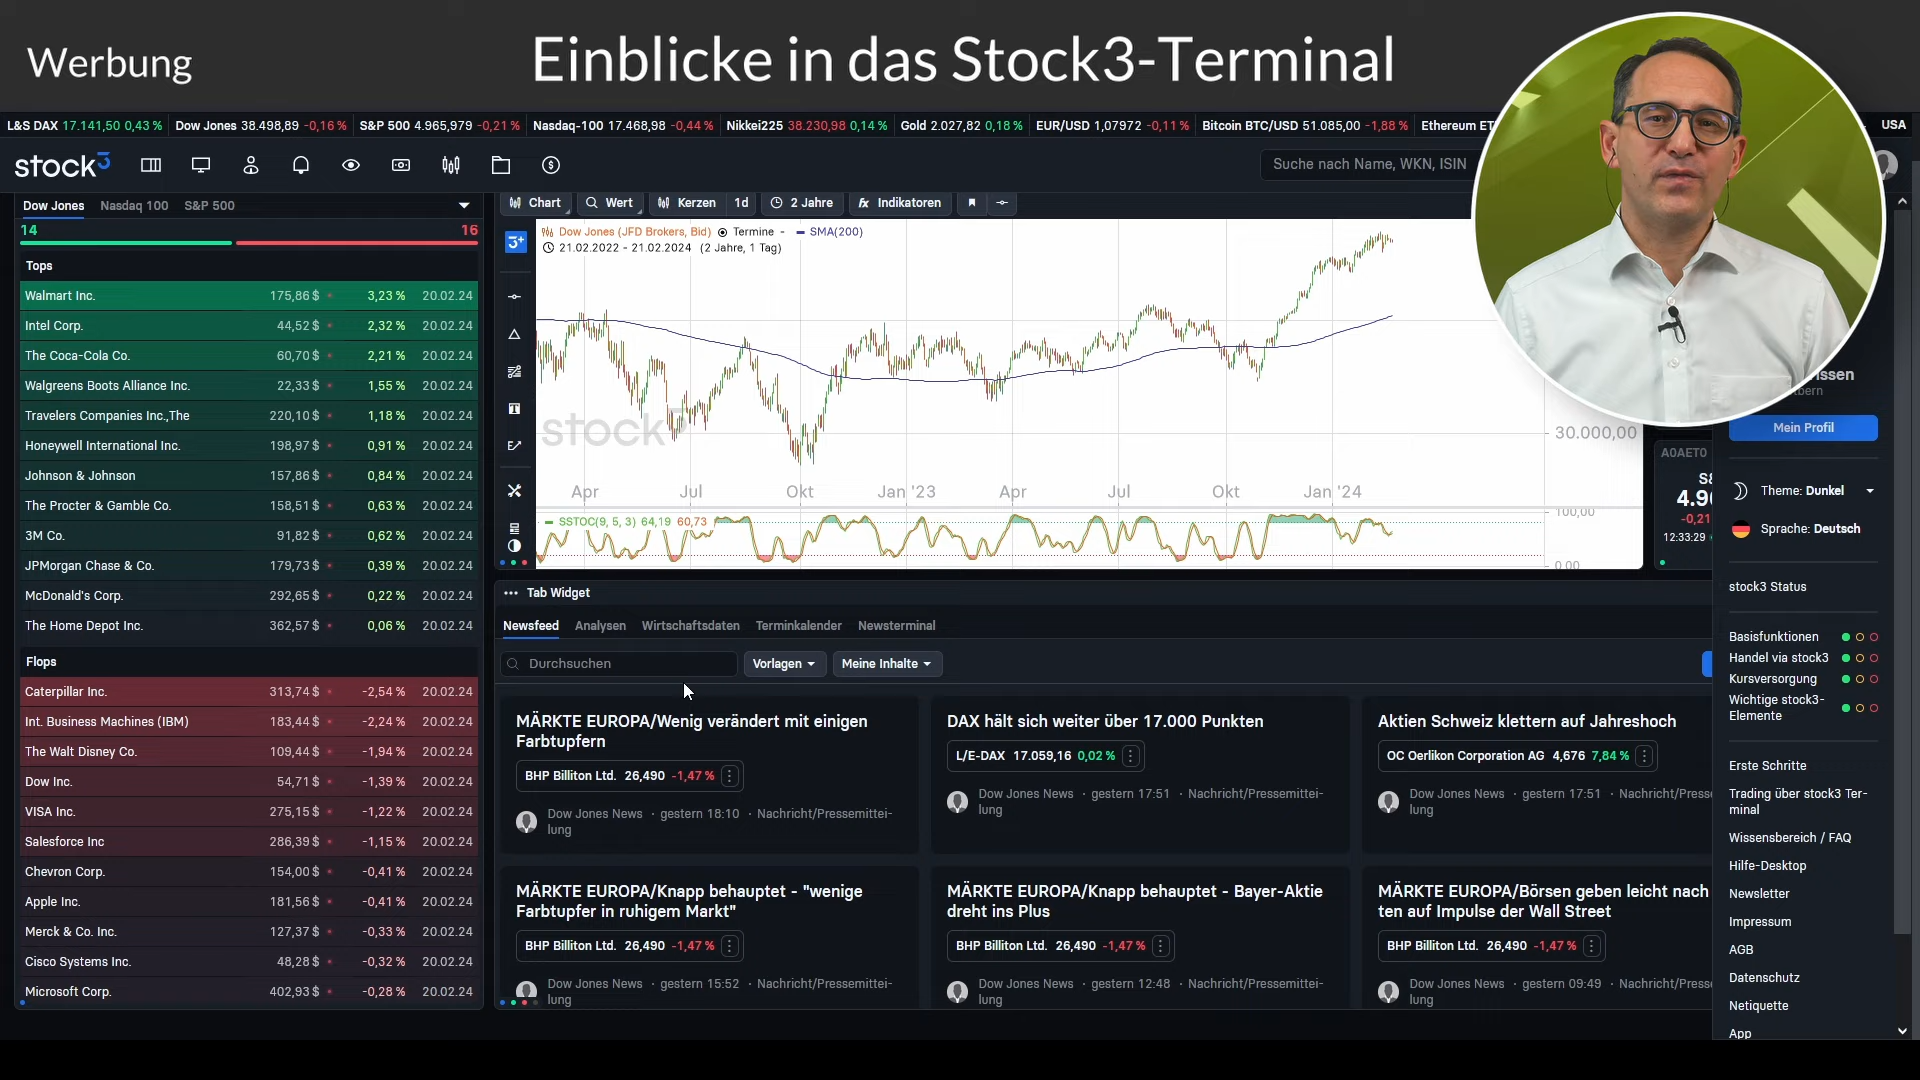 Werbung
Einblicke in das Stock3-Terminal
L&S DAX 17.141,50 0,43 % Dow Jones 38.498,89 -0,16 % S&P 500 4.965,979 -0,21 % Nasdaq-100 17.468,98 -0,44 % Nikkei225 38.230,98 0,14 % Gold 2.027,82 0,18 % EUR/USD 1,07972 -0,11 % Bitcoin BTC/USD 51.085,00 -1,88 % Ethereum USA
stock3
Suche nach Name, WKN, ISIN
Dow Jones Nasdaq 100 S&P 500
14 16
Tops
Walmart Inc. 175,86 $ 3,23 % 20.02.24
Intel Corp. 44,52 $ 2,32 % 20.02.24
The Coca-Cola Co. 60,70 $ 2,21 % 20.02.24
Walgreens Boots Alliance Inc. 22,33 $ 1,55 % 20.02.24
Travelers Companies Inc.,The 220,10 $ 1,18 % 20.02.24
Honeywell International Inc. 198,97 $ 0,91 % 20.02.24
Johnson & Johnson 157,86 $ 0,84 % 20.02.24
The Procter & Gamble Co. 158,51 $ 0,63 % 20.02.24
3M Co. 91,82 $ 0,62 % 20.02.24
JPMorgan Chase & Co. 179,73 $ 0,39 % 20.02.24
McDonald's Corp. 292,65 $ 0,22 % 20.02.24
The Home Depot Inc. 362,57 $ 0,06 % 20.02.24
Flops
Caterpillar Inc. 313,74 $ -2,54 % 20.02.24
Int. Business Machines (IBM) 183,44 $ -2,24 % 20.02.24
The Walt Disney Co. 109,44 $ -1,94 % 20.02.24
Dow Inc. 54,71 $ -1,39 % 20.02.24
VISA Inc. 275,15 $ -1,22 % 20.02.24
Salesforce Inc 286,39 $ -1,15 % 20.02.24
Chevron Corp. 154,00 $ -0,41 % 20.02.24
Apple Inc. 181,56 $ -0,41 % 20.02.24
Merck & Co. Inc. 127,37 $ -0,33 % 20.02.24
Cisco Systems Inc. 48,28 $ -0,32 % 20.02.24
Microsoft Corp. 402,93 $ -0,28 % 20.02.24
Chart Wert Kerzen 1d 2 Jahre fx Indikatoren
3+
Dow Jones (JFD Brokers, Bid) Termine - SMA(200)
21.02.2022 - 21.02.2024 (2 Jahre, 1 Tag)
stock3
30.000,00
Apr Jul Okt Jan '23 Apr Jul Okt Jan '24
SSTOC(9, 5, 3) 64,19 60,73
100,00
0,00
Tab Widget
Newsfeed Analysen Wirtschaftsdaten Terminkalender Newsterminal
Durchsuchen Vorlagen Meine Inhalte
MÄRKTE EUROPA/Wenig verändert mit einigen
Farbtupfern
BHP Billiton Ltd. 26,490 -1,47 %
Dow Jones News · gestern 18:10 · Nachricht/Pressemittei-
lung
DAX hält sich weiter über 17.000 Punkten
L/E-DAX 17.059,16 0,02 %
Dow Jones News · gestern 17:51 · Nachricht/Pressemittei-
lung
Aktien Schweiz klettern auf Jahreshoch
OC Oerlikon Corporation AG 4,676 7,84 %
Dow Jones News · gestern 17:51 · Nachricht/Press
lung
MÄRKTE EUROPA/Knapp behauptet - "wenige
Farbtupfer in ruhigem Markt"
BHP Billiton Ltd. 26,490 -1,47 %
Dow Jones News · gestern 15:52 · Nachricht/Pressemittei-
lung
MÄRKTE EUROPA/Knapp behauptet - Bayer-Aktie
dreht ins Plus
BHP Billiton Ltd. 26,490 -1,47 %
Dow Jones News · gestern 12:48 · Nachricht/Pressemittei-
lung
MÄRKTE EUROPA/Börsen geben leicht nach
ten auf Impulse der Wall Street
BHP Billiton Ltd. 26,490 -1,47 %
Dow Jones News · gestern 09:49 · Nachricht/Press
lung
A0AET0
4.9
-0,21
12:33:29
Mein Profil
Theme: Dunkel
Sprache: Deutsch
stock3 Status
Basisfunktionen
Handel via stock3
Kursversorgung
Wichtige stock3-
Elemente
Erste Schritte
Trading über stock3 Ter-
minal
Wissensbereich / FAQ
Hilfe-Desktop
Newsletter
Impressum
AGB
Datenschutz
Netiquette
App